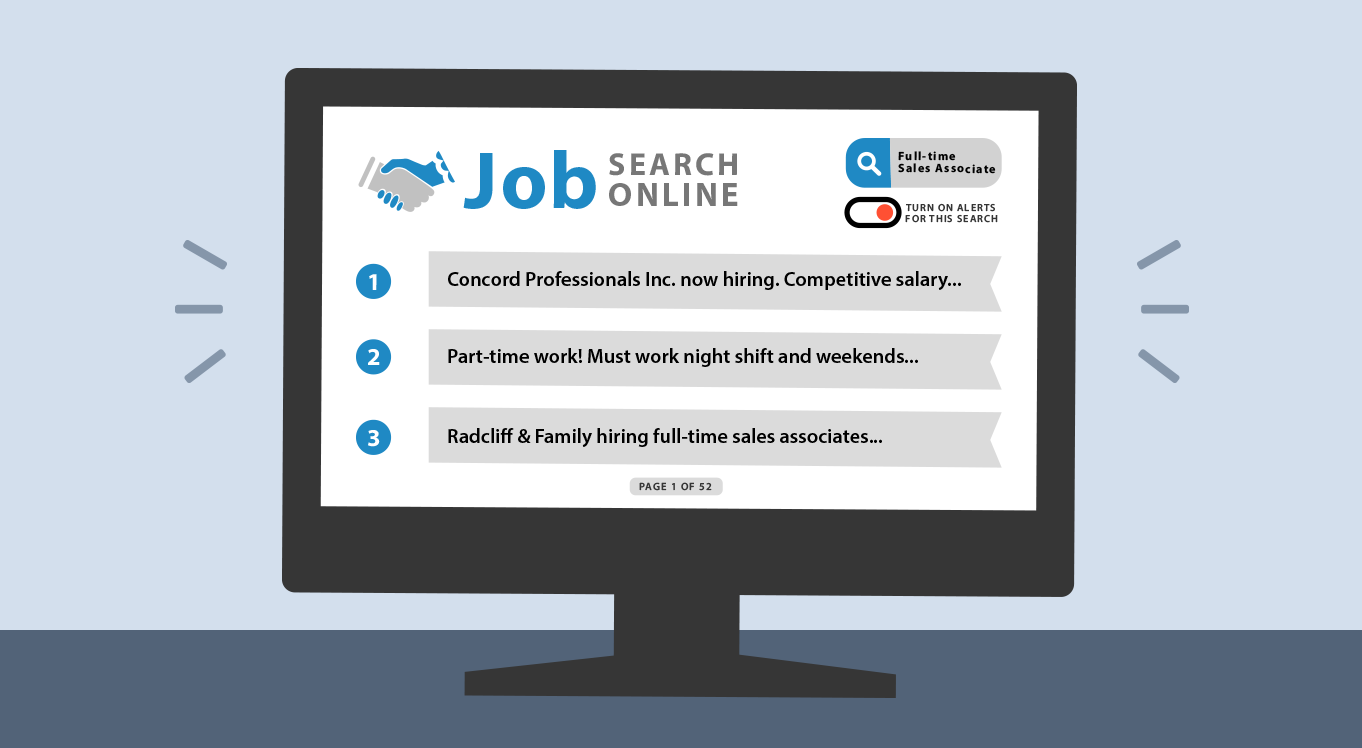 Job SEARCH
ONLINE
Full-time
Sales Associate
TURN ON ALERTS
FOR THIS SEARCH
1 Concord Professionals Inc. now hiring. Competitive salary...
2 Part-time work! Must work night shift and weekends...
3 Radcliff & Family hiring full-time sales associates...
PAGE 1 OF 52